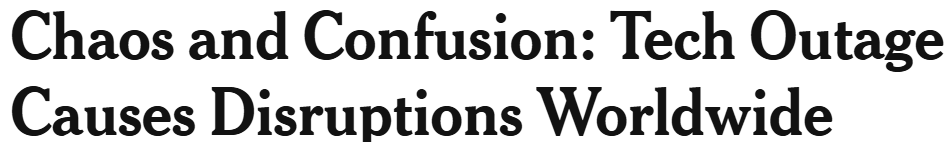 Chaos and Confusion: Tech Outage
Causes Disruptions Worldwide